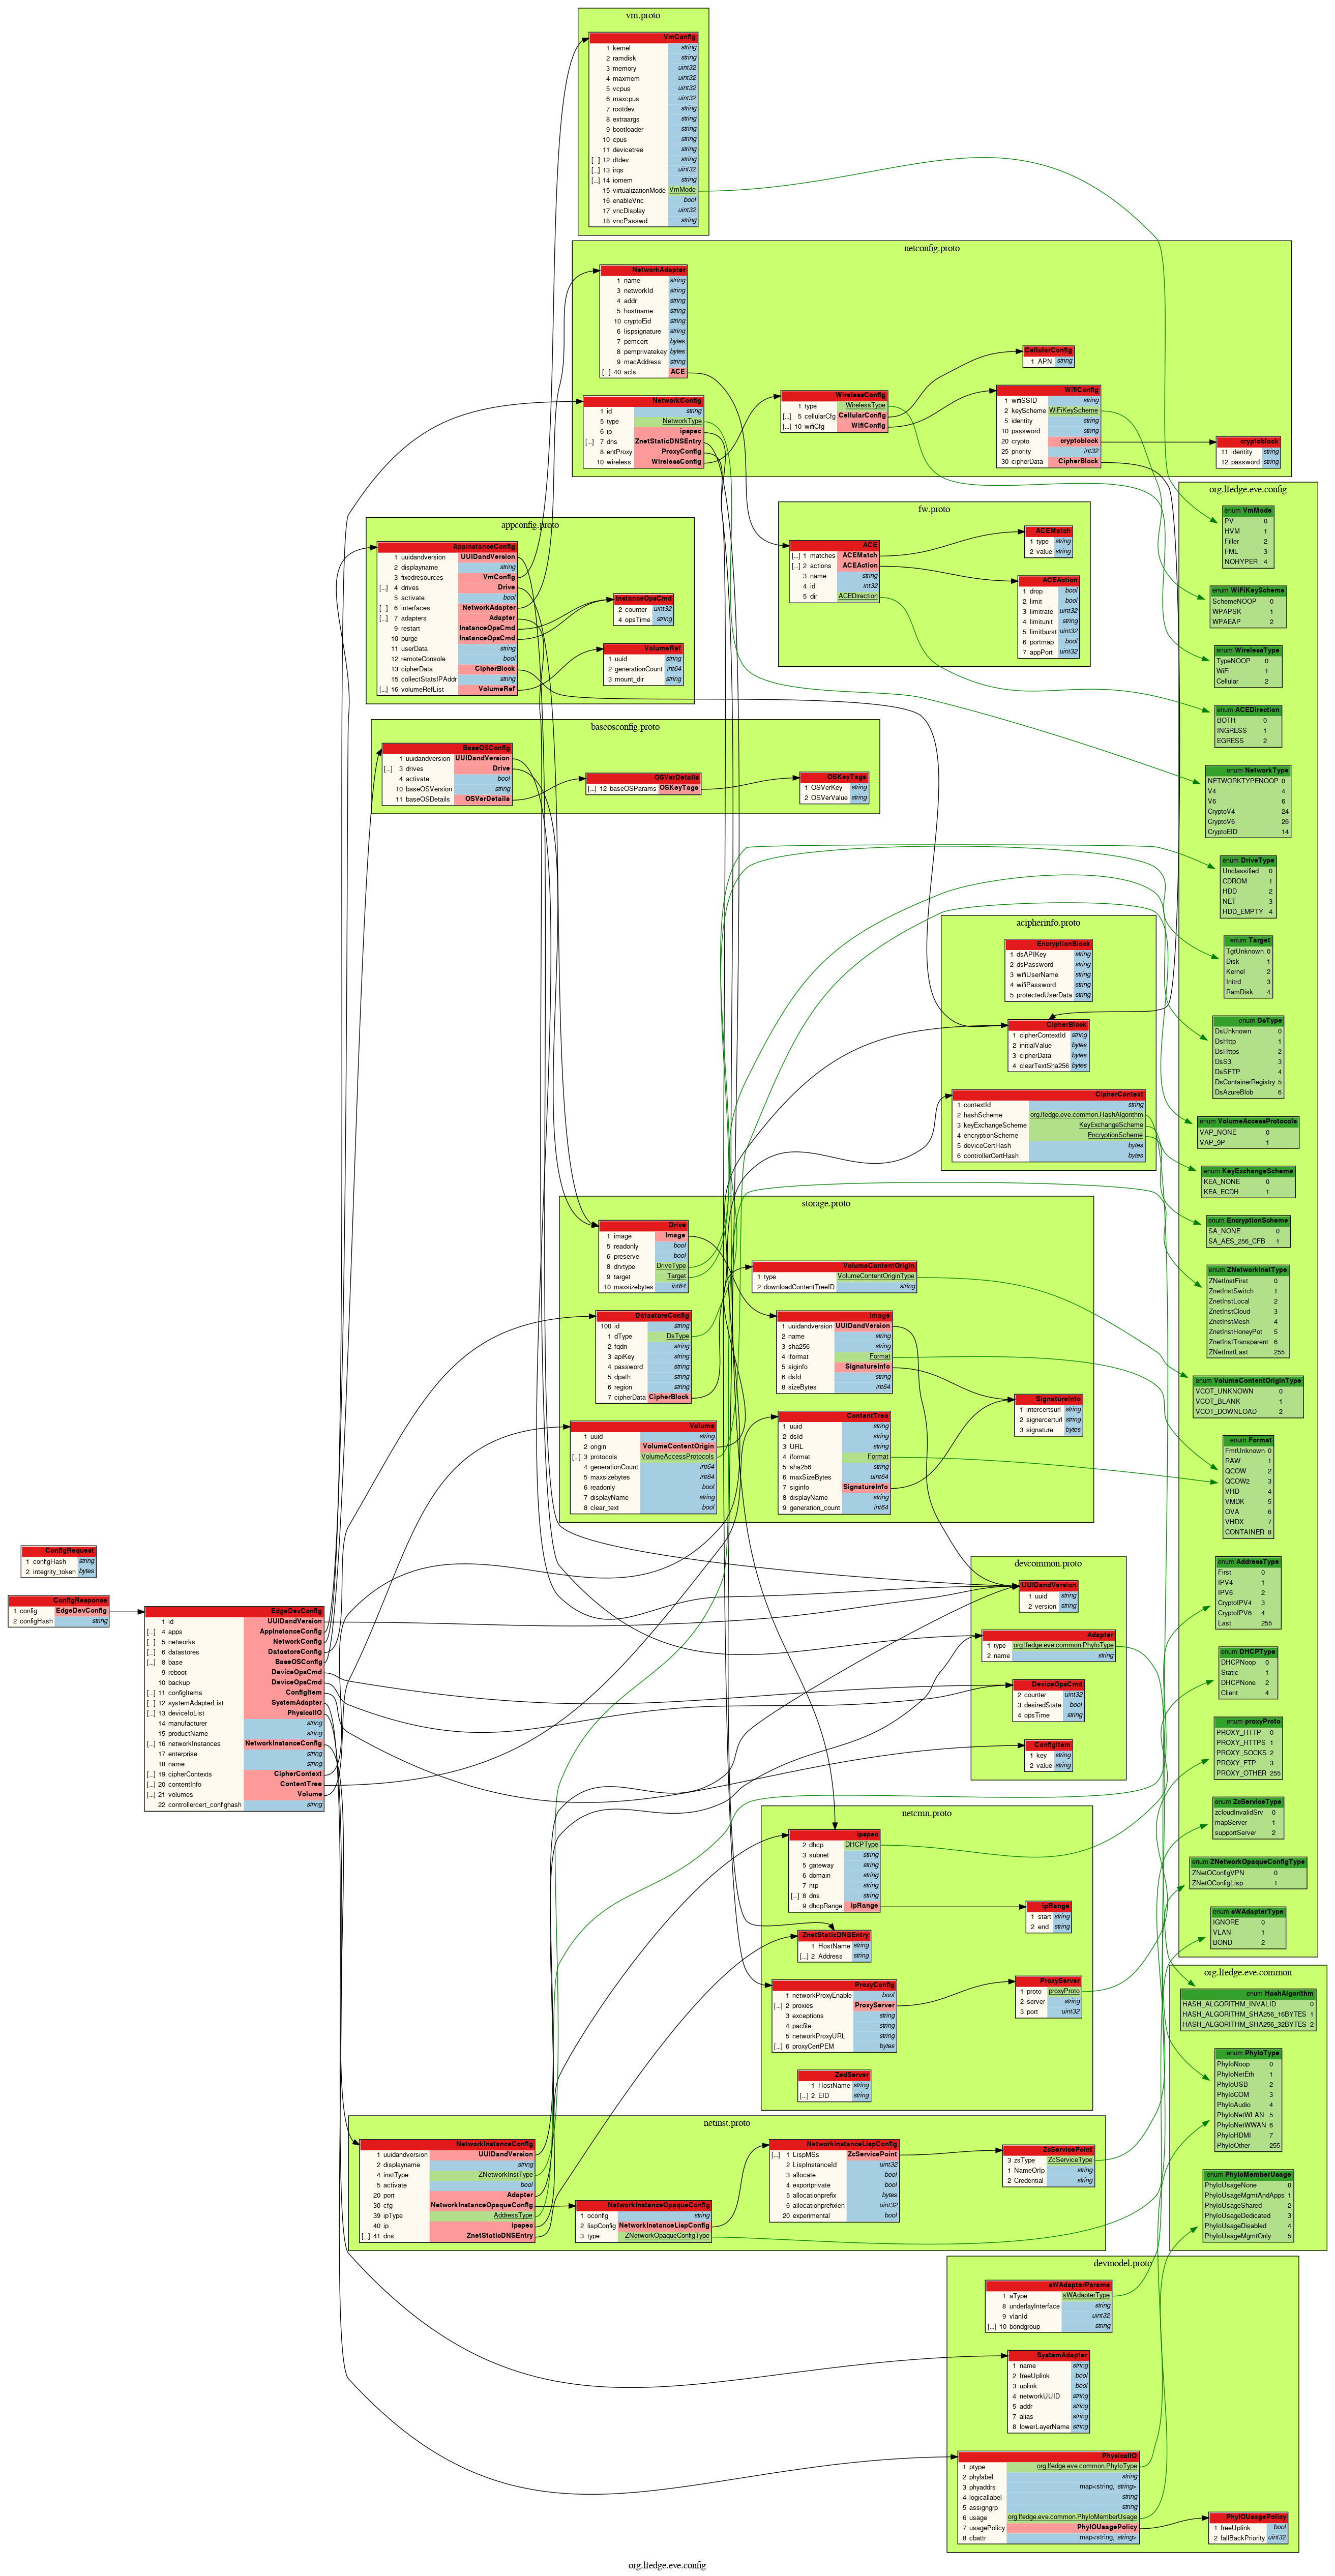 vm.proto
VmConfig
1 kernel string
2 ramdisk string
3 memory uint32
4 maxmem uint32
5 vcpus uint32
6 maxcpus uint32
7 rootdev string
8 extraargs string
9 bootloader string
10 cpus string
11 devicetree string
[...] 12 dtdev string
[...] 13 irqs uint32
[...] 14 iomem string
15 virtualizationMode VmMode
16 enableVnc bool
17 vncDisplay uint32
18 vncPasswd string
netconfig.proto
NetworkAdapter
1 name string
3 networkId string
4 addr string
5 hostname string
10 cryptoEid string
6 lispsignature string
7 pemcert bytes
8 pemprivatekey bytes
9 macAddress string
[...] 40 acls ACE
NetworkConfig
1 id string
5 type NetworkType
6 ip ipspec
[...] 7 dns ZnetStaticDNSEntry
8 entProxy ProxyConfig
10 wireless WirelessConfig
WirelessConfig
1 type WirelessType
[...] 5 cellularCfg CellularConfig
[...] 10 wifiCfg WifiConfig
CellularConfig
1 APN string
WifiConfig
1 wifiSSID string
2 keyScheme WiFiKeyScheme
5 identity string
10 password string
20 crypto cryptoblock
25 priority int32
30 cipherData CipherBlock
cryptoblock
11 identity string
12 password string
appconfig.proto
AppInstanceConfig
1 uuidandversion UUIDandVersion
2 displayname string
3 fixedresources VmConfig
[...] 4 drives Drive
5 activate bool
[...] 6 interfaces NetworkAdapter
[...] 7 adapters Adapter
9 restart InstanceOpsCmd
10 purge InstanceOpsCmd
11 userData string
12 remoteConsole bool
13 cipherData CipherBlock
15 collectStatsIPAddr string
[...] 16 volumeRefList VolumeRef
InstanceOpsCmd
2 counter uint32
4 opsTime string
VolumeRef
1 uuid string
2 generationCount int64
3 mount_dir string
fw.proto
ACE
[...] 1 matches ACEMatch
[...] 2 actions ACEAction
3 name string
4 id int32
5 dir ACEDirection
ACEMatch
1 type string
2 value string
ACEAction
1 drop bool
2 limit bool
3 limitrate uint32
4 limitunit string
5 limitburst uint32
6 portmap bool
7 appPort uint32
baseosconfig.proto
BaseOSConfig
1 uuidandversion UUIDandVersion
[...] 3 drives Drive
4 activate bool
10 baseOSVersion string
11 baseOSDetails OSVerDetails
OSVerDetails
[...] 12 baseOSParams OSKeyTags
OSKeyTags
1 OSVerKey string
2 OSVerValue string
acipherinfo.proto
EncryptionBlock
1 dsAPIKey string
2 dsPassword string
3 wifiUserName string
4 wifiPassword string
5 protectedUserData string
CipherBlock
1 cipherContextId string
2 initialValue bytes
3 cipherData bytes
4 clearTextSha256 bytes
CipherContext
1 contextId string
2 hashScheme org.lfedge.eve.common.HashAlgorithm
3 keyExchangeScheme KeyExchangeScheme
4 encryptionScheme EncryptionScheme
5 deviceCertHash bytes
6 controllerCertHash bytes
storage.proto
Drive
1 image Image
5 readonly bool
6 preserve bool
8 drvtype DriveType
9 target Target
10 maxsizebytes int64
DatastoreConfig
100 id string
1 dType DsType
2 fqdn string
3 apiKey string
4 password string
5 dpath string
6 region string
7 cipherData CipherBlock
Volume
1 uuid string
2 origin VolumeContentOrigin
[...] 3 protocols VolumeAccessProtocols
4 generationCount int64
5 maxsizebytes int64
6 readonly bool
7 displayName string
8 clear_text bool
VolumeContentOrigin
1 type VolumeContentOriginType
2 downloadContentTreeID string
Image
1 uuidandversion UUIDandVersion
2 name string
3 sha256 string
4 iformat Format
5 siginfo SignatureInfo
6 dsId string
8 sizeBytes int64
ContentTree
1 uuid string
2 dsId string
3 URL string
4 iformat Format
5 sha256 string
6 maxSizeBytes uint64
7 siginfo SignatureInfo
8 displayName string
9 generation_count int64
SignatureInfo
1 intercertsurl string
2 signercerturl string
3 signature bytes
ConfigRequest
1 configHash string
2 integrity_token bytes
ConfigResponse
1 config EdgeDevConfig
2 configHash string
EdgeDevConfig
1 id UUIDandVersion
[...] 4 apps AppInstanceConfig
[...] 5 networks NetworkConfig
[...] 6 datastores DatastoreConfig
[...] 8 base BaseOSConfig
9 reboot DeviceOpsCmd
10 backup DeviceOpsCmd
[...] 11 configItems ConfigItem
[...] 12 systemAdapterList SystemAdapter
[...] 13 deviceIoList PhysicalIO
14 manufacturer string
15 productName string
[...] 16 networkInstances NetworkInstanceConfig
17 enterprise string
18 name string
[...] 19 cipherContexts CipherContext
[...] 20 contentInfo ContentTree
[...] 21 volumes Volume
22 controllercert_confighash string
devcommon.proto
UUIDandVersion
1 uuid string
2 version string
Adapter
1 type org.lfedge.eve.common.PhyIoType
2 name string
DeviceOpsCmd
2 counter uint32
3 desiredState bool
4 opsTime string
ConfigItem
1 key string
2 value string
netcmn.proto
ipspec
2 dhcp DHCPType
3 subnet string
5 gateway string
6 domain string
7 ntp string
[...] 8 dns string
9 dhcpRange ipRange
ipRange
1 start string
2 end string
ZnetStaticDNSEntry
1 HostName string
[...] 2 Address string
ProxyConfig
1 networkProxyEnable bool
[...] 2 proxies ProxyServer
3 exceptions string
4 pacfile string
5 networkProxyURL string
[...] 6 proxyCertPEM bytes
ProxyServer
1 proto proxyProto
2 server string
3 port uint32
ZedServer
1 HostName string
[...] 2 EID string
netinst.proto
NetworkInstanceConfig
1 uuidandversion UUIDandVersion
2 displayname string
4 instType ZNetworkInstType
5 activate bool
20 port Adapter
30 cfg NetworkInstanceOpaqueConfig
39 ipType AddressType
40 ip ipspec
[...] 41 dns ZnetStaticDNSEntry
NetworkInstanceOpaqueConfig
1 oconfig string
2 lispConfig NetworkInstanceLispConfig
3 type ZNetworkOpaqueConfigType
NetworkInstanceLispConfig
[...] 1 LispMSs ZcServicePoint
2 LispInstanceId uint32
3 allocate bool
4 exportprivate bool
5 allocationprefix bytes
6 allocationprefixlen uint32
20 experimental bool
ZcServicePoint
3 zsType ZcServiceType
1 NameOrIp string
2 Credential string
devmodel.proto
sWAdapterParams
1 aType sWAdapterType
8 underlayInterface string
9 vlanId uint32
[...] 10 bondgroup string
SystemAdapter
1 name string
2 freeUplink bool
3 uplink bool
4 networkUUID string
5 addr string
7 alias string
8 lowerLayerName string
PhysicalIO
1 ptype org.lfedge.eve.common.PhyIoType
2 phylabel string
3 phyaddrs map<string, string>
4 logicallabel string
5 assigngrp string
6 usage org.lfedge.eve.common.PhyIoMemberUsage
7 usagePolicy PhyIOUsagePolicy
8 cbattr map<string, string>
PhyIOUsagePolicy
1 freeUplink bool
2 fallBackPriority uint32
org.lfedge.eve.config
enum VmMode
PV 0
HVM 1
Filler 2
FML 3
NOHYPER 4
enum WiFiKeyScheme
SchemeNOOP 0
WPAPSK 1
WPAEAP 2
enum WirelessType
TypeNOOP 0
WiFi 1
Cellular 2
enum ACEDirection
BOTH 0
INGRESS 1
EGRESS 2
enum NetworkType
NETWORKTYPENOOP 0
V4 4
V6 6
CryptoV4 24
CryptoV6 26
CryptoEID 14
enum DriveType
Unclassified 0
CDROM 1
HDD 2
NET 3
HDD_EMPTY 4
enum Target
TgtUnknown 0
Disk 1
Kernel 2
Initrd 3
RamDisk 4
enum DsType
DsUnknown 0
DsHttp 1
DsHttps 2
DsS3 3
DsSFTP 4
DsContainerRegistry 5
DsAzureBlob 6
enum VolumeAccessProtocols
VAP_NONE 0
VAP_9P 1
enum KeyExchangeScheme
KEA_NONE 0
KEA_ECDH 1
enum EncryptionScheme
SA_NONE 0
SA_AES_256_CFB 1
enum ZNetworkInstType
ZNetInstFirst 0
ZnetInstSwitch 1
ZnetInstLocal 2
ZnetInstCloud 3
ZnetInstMesh 4
ZnetInstHoneyPot 5
ZnetInstTransparent 6
ZNetInstLast 255
enum VolumeContentOriginType
VCOT_UNKNOWN 0
VCOT_BLANK 1
VCOT_DOWNLOAD 2
enum Format
FmtUnknown 0
RAW 1
QCOW 2
QCOW2 3
VHD 4
VMDK 5
OVA 6
VHDX 7
CONTAINER 8
enum AddressType
First 0
IPV4 1
IPV6 2
CryptoIPV4 3
CryptoIPV6 4
Last 255
enum DHCPType
DHCPNoop 0
Static 1
DHCPNone 2
Client 4
enum proxyProto
PROXY_HTTP 0
PROXY_HTTPS 1
PROXY_SOCKS 2
PROXY_FTP 3
PROXY_OTHER 255
enum ZcServiceType
zcloudInvalidSrv 0
mapServer 1
supportServer 2
enum ZNetworkOpaqueConfigType
ZNetOConfigVPN 0
ZNetOConfigLisp 1
enum sWAdapterType
IGNORE 0
VLAN 1
BOND 2
org.lfedge.eve.common
enum HashAlgorithm
HASH_ALGORITHM_INVALID 0
HASH_ALGORITHM_SHA256_16BYTES 1
HASH_ALGORITHM_SHA256_32BYTES 2
enum PhyIoType
PhyIoNoop 0
PhyIoNetEth 1
PhyIoUSB 2
PhyIoCOM 3
PhyIoAudio 4
PhyIoNetWLAN 5
PhyIoNetWWAN 6
PhyIoHDMI 7
PhyIoOther 255
enum PhyIoMemberUsage
PhyIoUsageNone 0
PhyIoUsageMgmtAndApps 1
PhyIoUsageShared 2
PhyIoUsageDedicated 3
PhyIoUsageDisabled 4
PhyIoUsageMgmtOnly 5
org.lfedge.eve.config